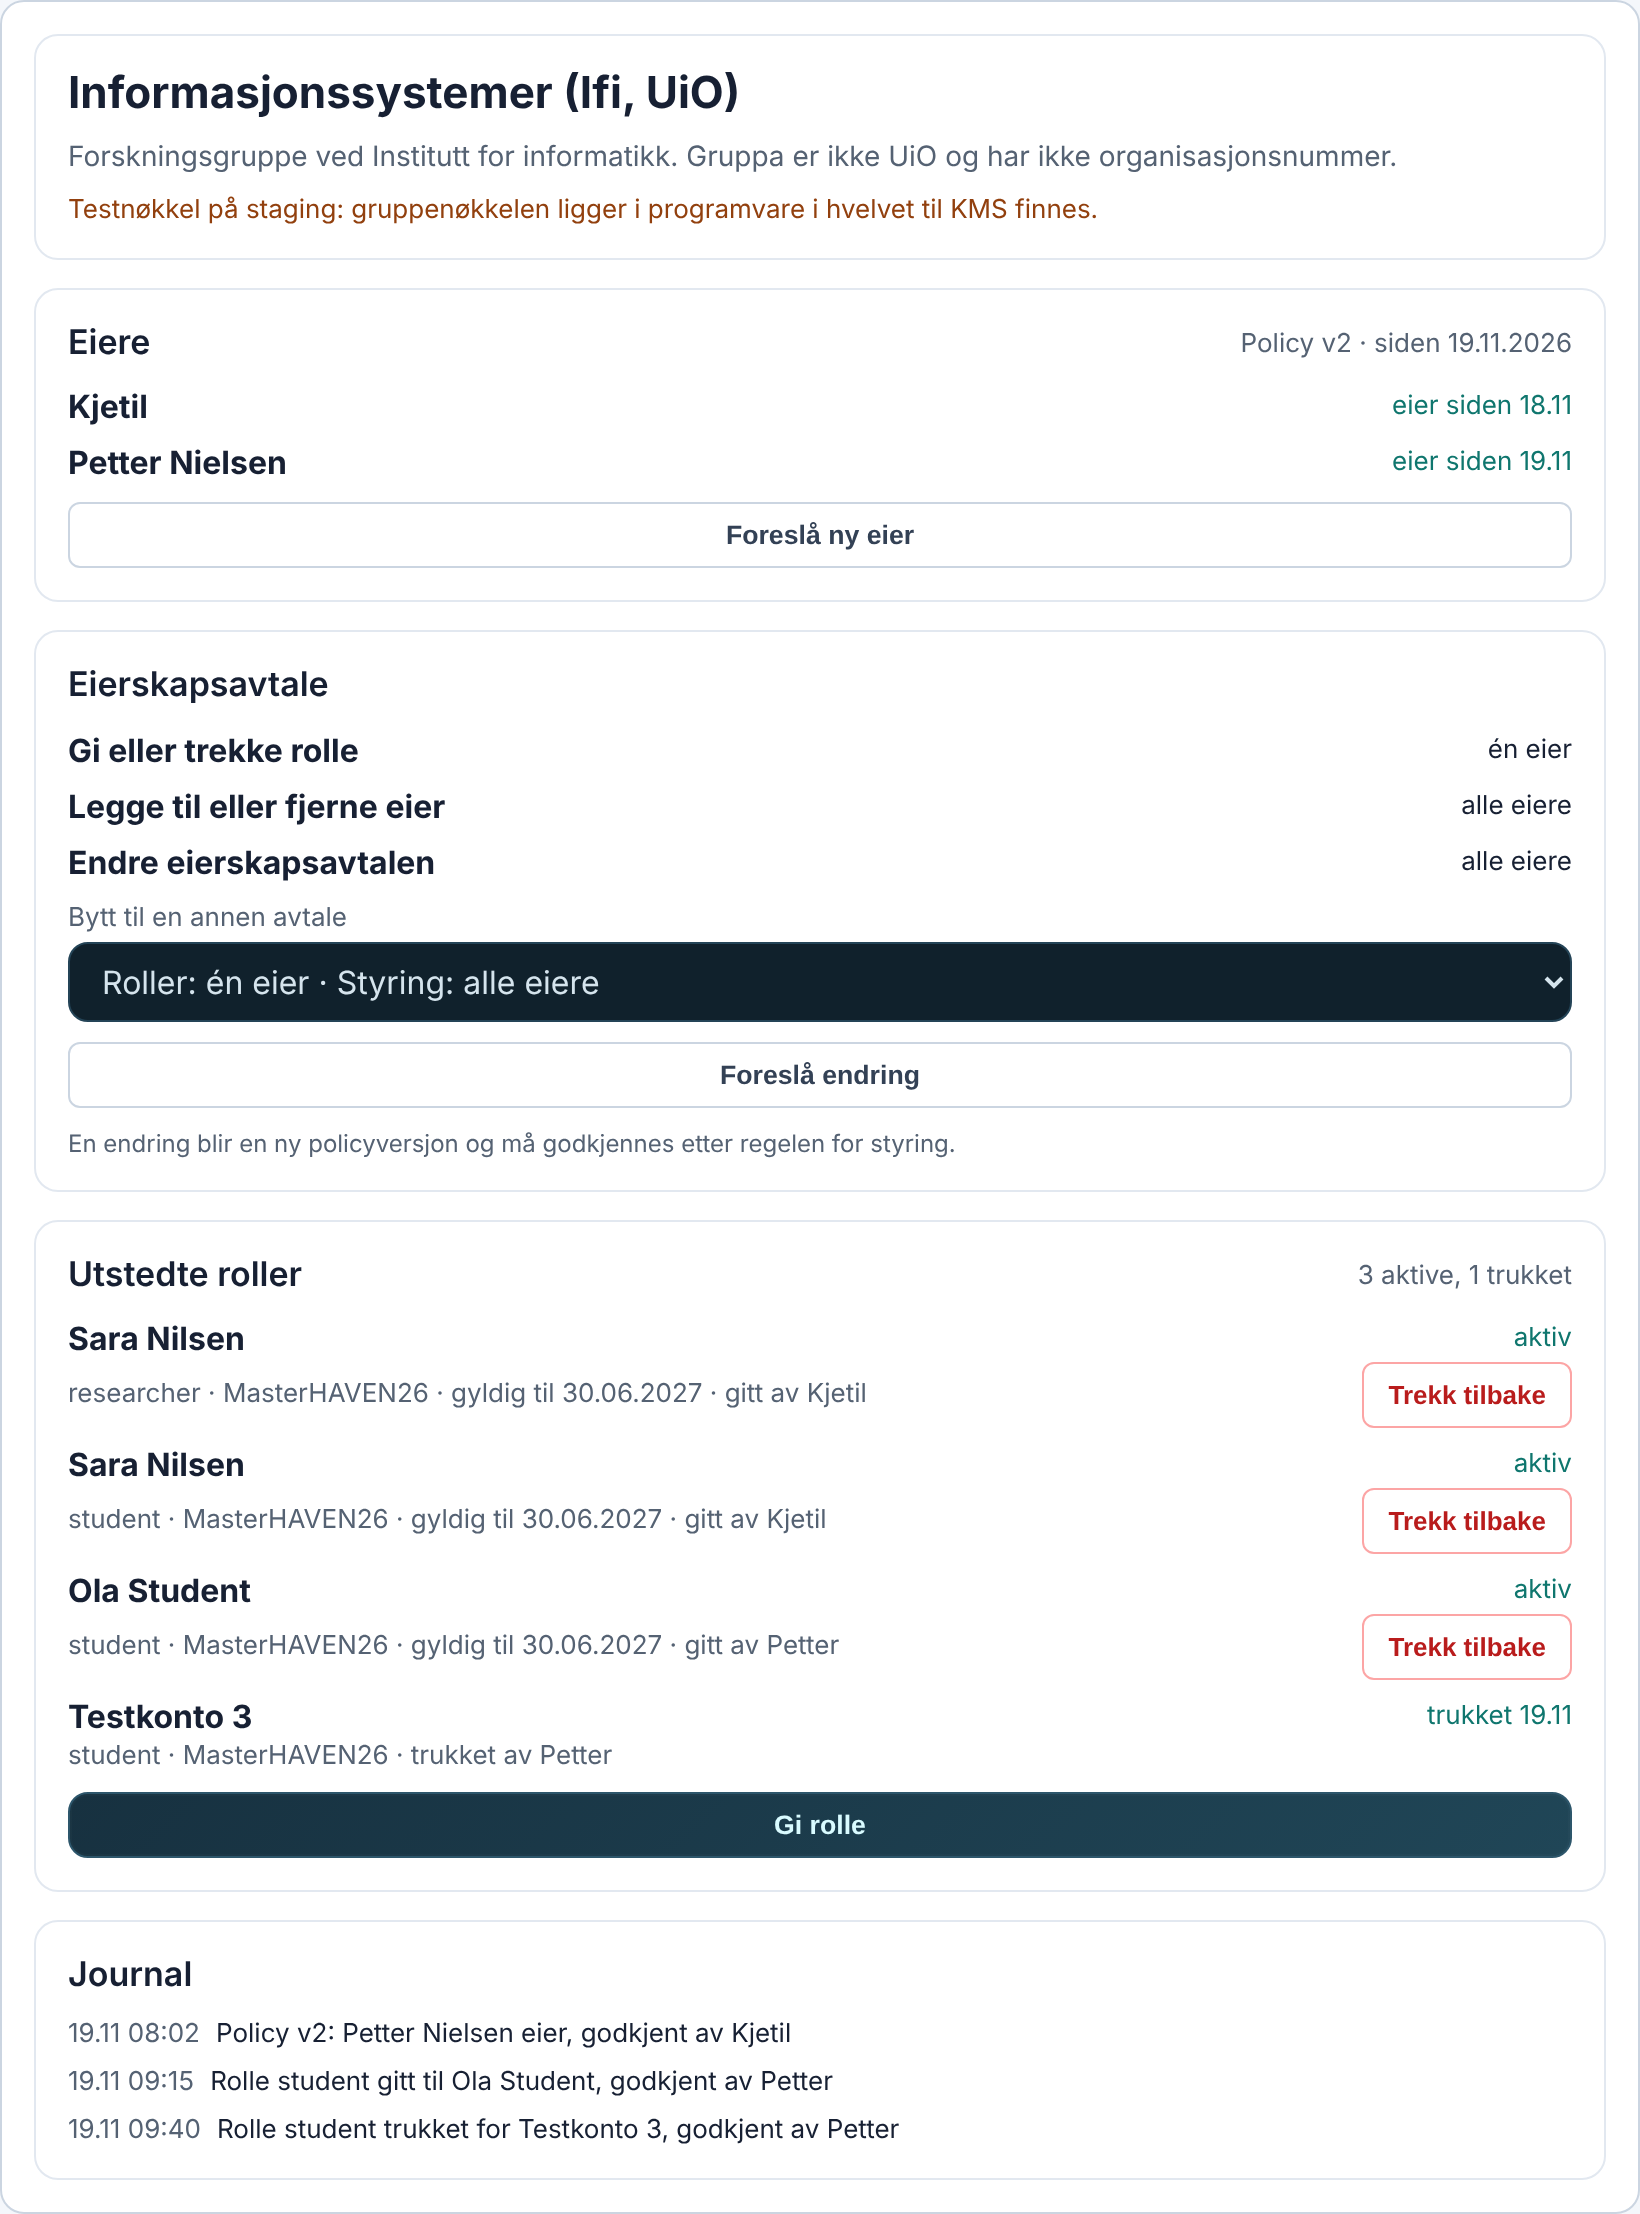 Informasjonssystemer (Ifi, UiO)
Forskningsgruppe ved Institutt for informatikk. Gruppa er ikke UiO og har ikke organisasjonsnummer.
Testnøkkel på staging: gruppenøkkelen ligger i programvare i hvelvet til KMS finnes.
Eiere
Policy v2 · siden 19.11.2026
Kjetil
eier siden 18.11
Petter Nielsen
eier siden 19.11
Foreslå ny eier
Eierskapsavtale
Gi eller trekke rolle
én eier
Legge til eller fjerne eier
alle eiere
Endre eierskapsavtalen
alle eiere
Bytt til en annen avtale
Roller: én eier · Styring: alle eiere
Foreslå endring
En endring blir en ny policyversjon og må godkjennes etter regelen for styring.
Utstedte roller
3 aktive, 1 trukket
Sara Nilsen
aktiv
researcher · MasterHAVEN26 · gyldig til 30.06.2027 · gitt av Kjetil
Trekk tilbake
Sara Nilsen
aktiv
student · MasterHAVEN26 · gyldig til 30.06.2027 · gitt av Kjetil
Trekk tilbake
Ola Student
aktiv
student · MasterHAVEN26 · gyldig til 30.06.2027 · gitt av Petter
Trekk tilbake
Testkonto 3
trukket 19.11
student · MasterHAVEN26 · trukket av Petter
Gi rolle
Journal
19.11 08:02 Policy v2: Petter Nielsen eier, godkjent av Kjetil
19.11 09:15 Rolle student gitt til Ola Student, godkjent av Petter
19.11 09:40 Rolle student trukket for Testkonto 3, godkjent av Petter